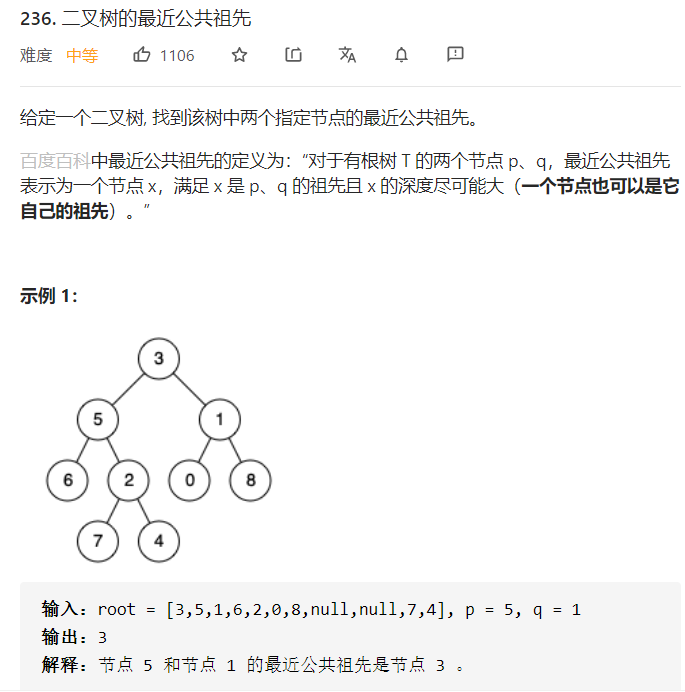 236. 二叉树的最近公共祖先
难度 中等 1106
给定一个二叉树, 找到该树中两个指定节点的最近公共祖先。
百度百科中最近公共祖先的定义为：“对于有根树 T 的两个节点 p、q，最近公共祖先
表示为一个节点 x，满足 x 是 p、q 的祖先且 x 的深度尽可能大（一个节点也可以是它
自己的祖先）。”
示例 1：
3
5 1
6 2 0 8
7 4
输入：root = [3,5,1,6,2,0,8,null,null,7,4], p = 5, q = 1
输出：3
解释：节点 5 和节点 1 的最近公共祖先是节点 3 。